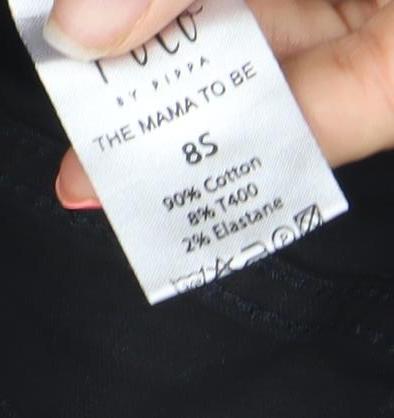 BY PIPPA
THE MAMA TO BE
8S
90% Cotton
8% T400
2% Elastane